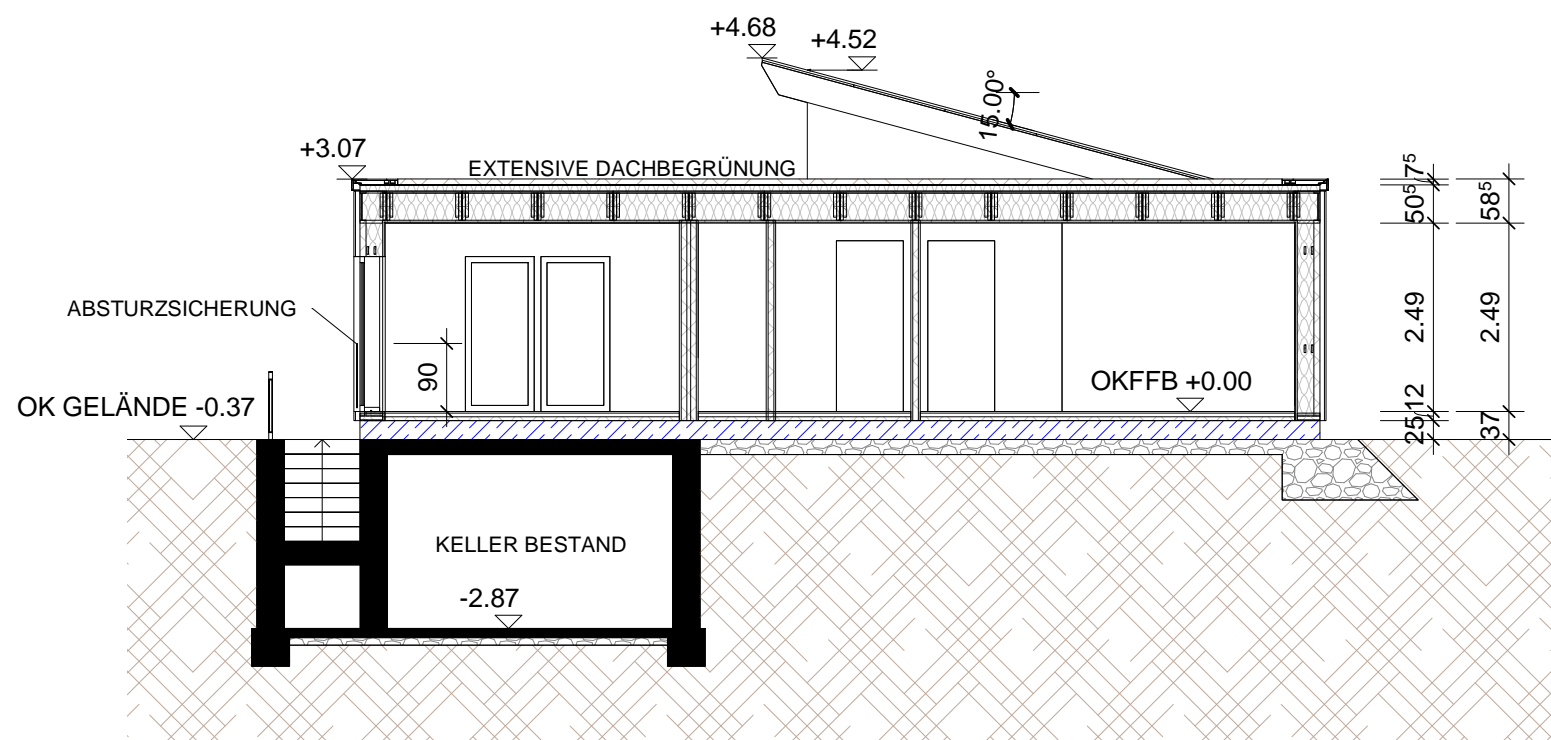 +4.68
+4.52
15.00°
+3.07
EXTENSIVE DACHBEGRÜNUNG
7⁵
50⁵
58⁵
ABSTURZSICHERUNG
2.49
2.49
90
OKFFB +0.00
OK GELÄNDE -0.37
12
25
37
KELLER BESTAND
-2.87